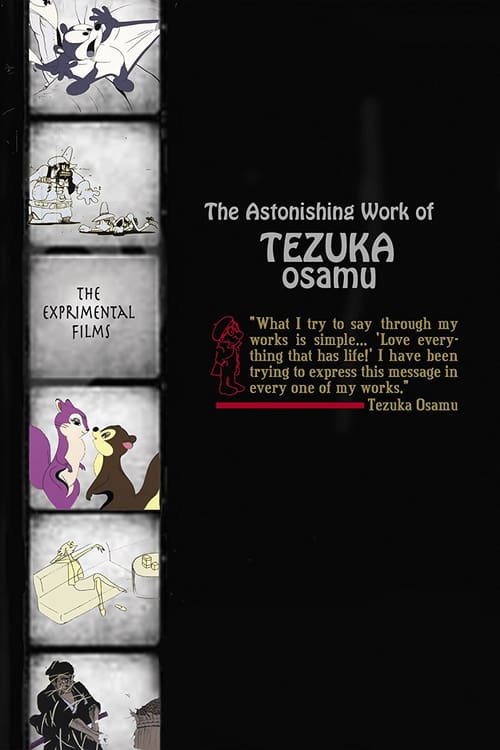 The Astonishing Work of
TEZUKA
OSAMU
THE
EXPRIMENTAL
FILMS
"What I try to say through my
works is simple... 'Love every-
thing that has life!' I have been
trying to express this message in
every one of my works."
Tezuka Osamu